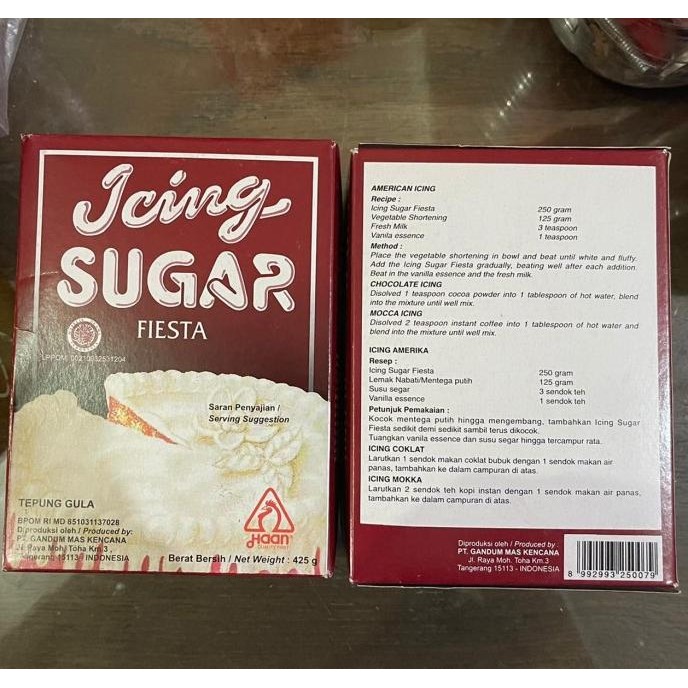 Icing
SUGAR
FIESTA
LPPOM: 00210032531204
Saran Penyajian /
Serving Suggestion
TEPUNG GULA
BPOM RI MD 851031137028
Diproduksi oleh / Produced by:
PT. GANDUM MAS KENCANA
Jl. Raya Moh. Toha Km.3
Tangerang 15113 - INDONESIA
Haan
Berat Bersih / Net Weight : 425 g
AMERICAN ICING
Recipe :
Icing Sugar Fiesta 250 gram
Vegetable Shortening 125 gram
Fresh Milk 3 teaspoon
Vanila essence 1 teaspoon
Method :
Place the vegetable shortening in bowl and beat until white and fluffy.
Add the Icing Sugar Fiesta gradually, beating well after each addition.
Beat in the vanilla essence and the fresh milk.
CHOCOLATE ICING
Disolved 1 teaspoon cocoa powder into 1 tablespoon of hot water, blend
into the mixture until well mix.
MOCCA ICING
Disolved 2 teaspoon instant coffee into 1 tablespoon of hot water and
blend into the mixture until well mix.
ICING AMERIKA
Resep :
Icing Sugar Fiesta 250 gram
Lemak Nabati/Mentega putih 125 gram
Susu segar 3 sendok teh
Vanilla essence 1 sendok teh
Petunjuk Pemakaian :
Kocok mentega putih hingga mengembang, tambahkan Icing Sugar
Fiesta sedikit demi sedikit sambil terus dikocok.
Tuangkan vanila essence dan susu segar hingga tercampur rata.
ICING COKLAT
Larutkan 1 sendok makan coklat bubuk dengan 1 sendok makan air
panas, tambahkan ke dalam campuran di atas.
ICING MOKKA
Larutkan 2 sendok teh kopi instan dengan 1 sendok makan air panas,
tambahkan ke dalam campuran di atas.
Diproduksi oleh / Produced by
PT. GANDUM MAS KENCANA
Jl. Raya Moh. Toha Km.3
Tangerang 15113 - INDONESIA
8 992993 250079